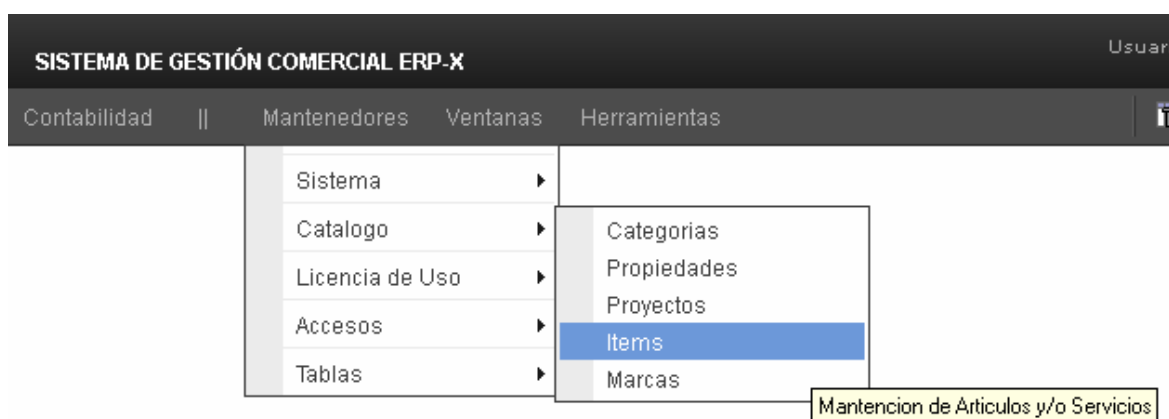 Usuar
SISTEMA DE GESTIÓN COMERCIAL ERP-X
Contabilidad || Mantenedores Ventanas Herramientas
Sistema
Catalogo
Licencia de Uso
Accesos
Tablas
Categorias
Propiedades
Proyectos
Items
Marcas
Mantencion de Articulos y/o Servicios